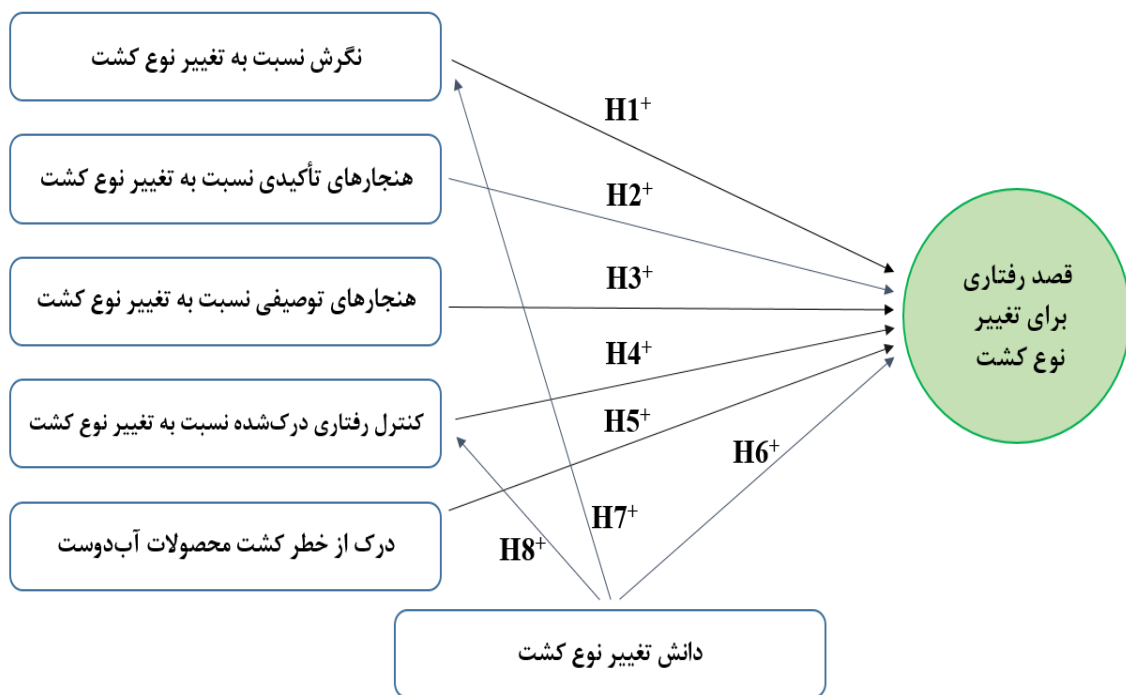 نگرش نسبت به تغییر نوع کشت
H1+
هنجارهای تأکیدی نسبت به تغییر نوع کشت
H2+
هنجارهای توصیفی نسبت به تغییر نوع کشت
H3+
قصد رفتاری
برای تغییر
نوع کشت
کنترل رفتاری درک‌شده نسبت به تغییر نوع کشت
H4+
H5+
H6+
درک از خطر کشت محصولات آب‌دوست
H7+
H8+
دانش تغییر نوع کشت